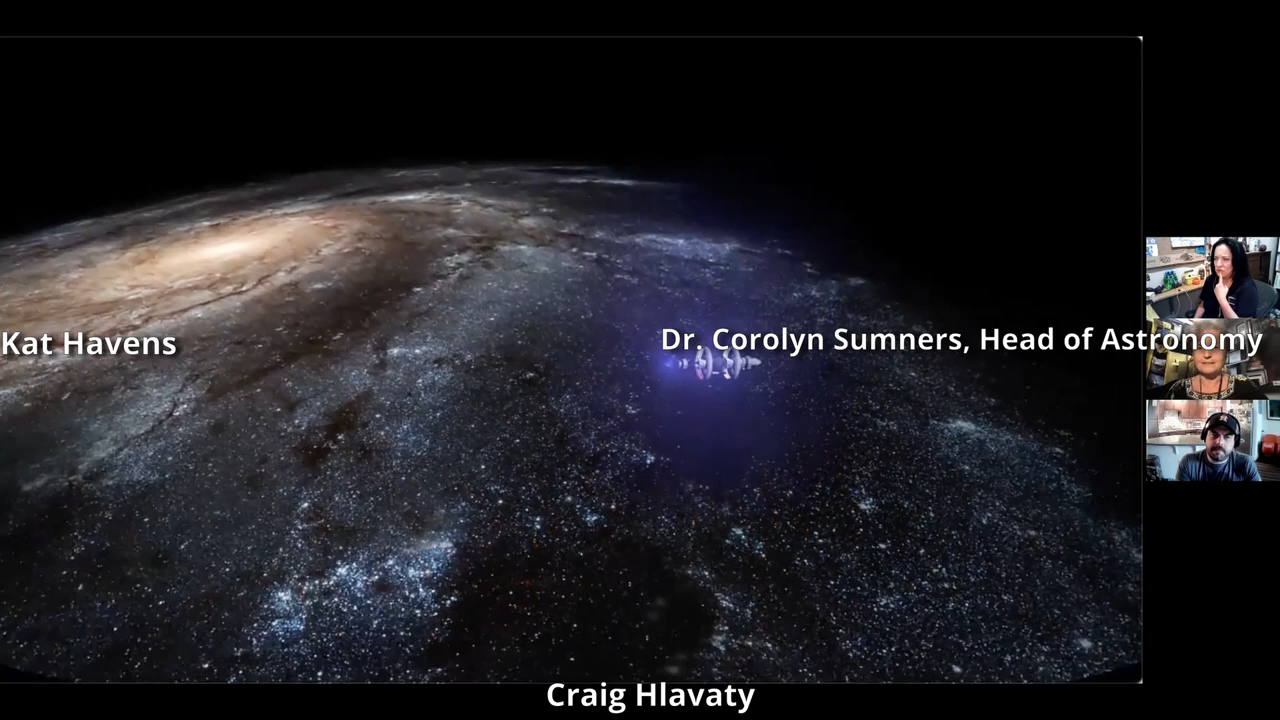 Kat Havens
Dr. Corolyn Sumners, Head of Astronomy
Craig Hlavaty